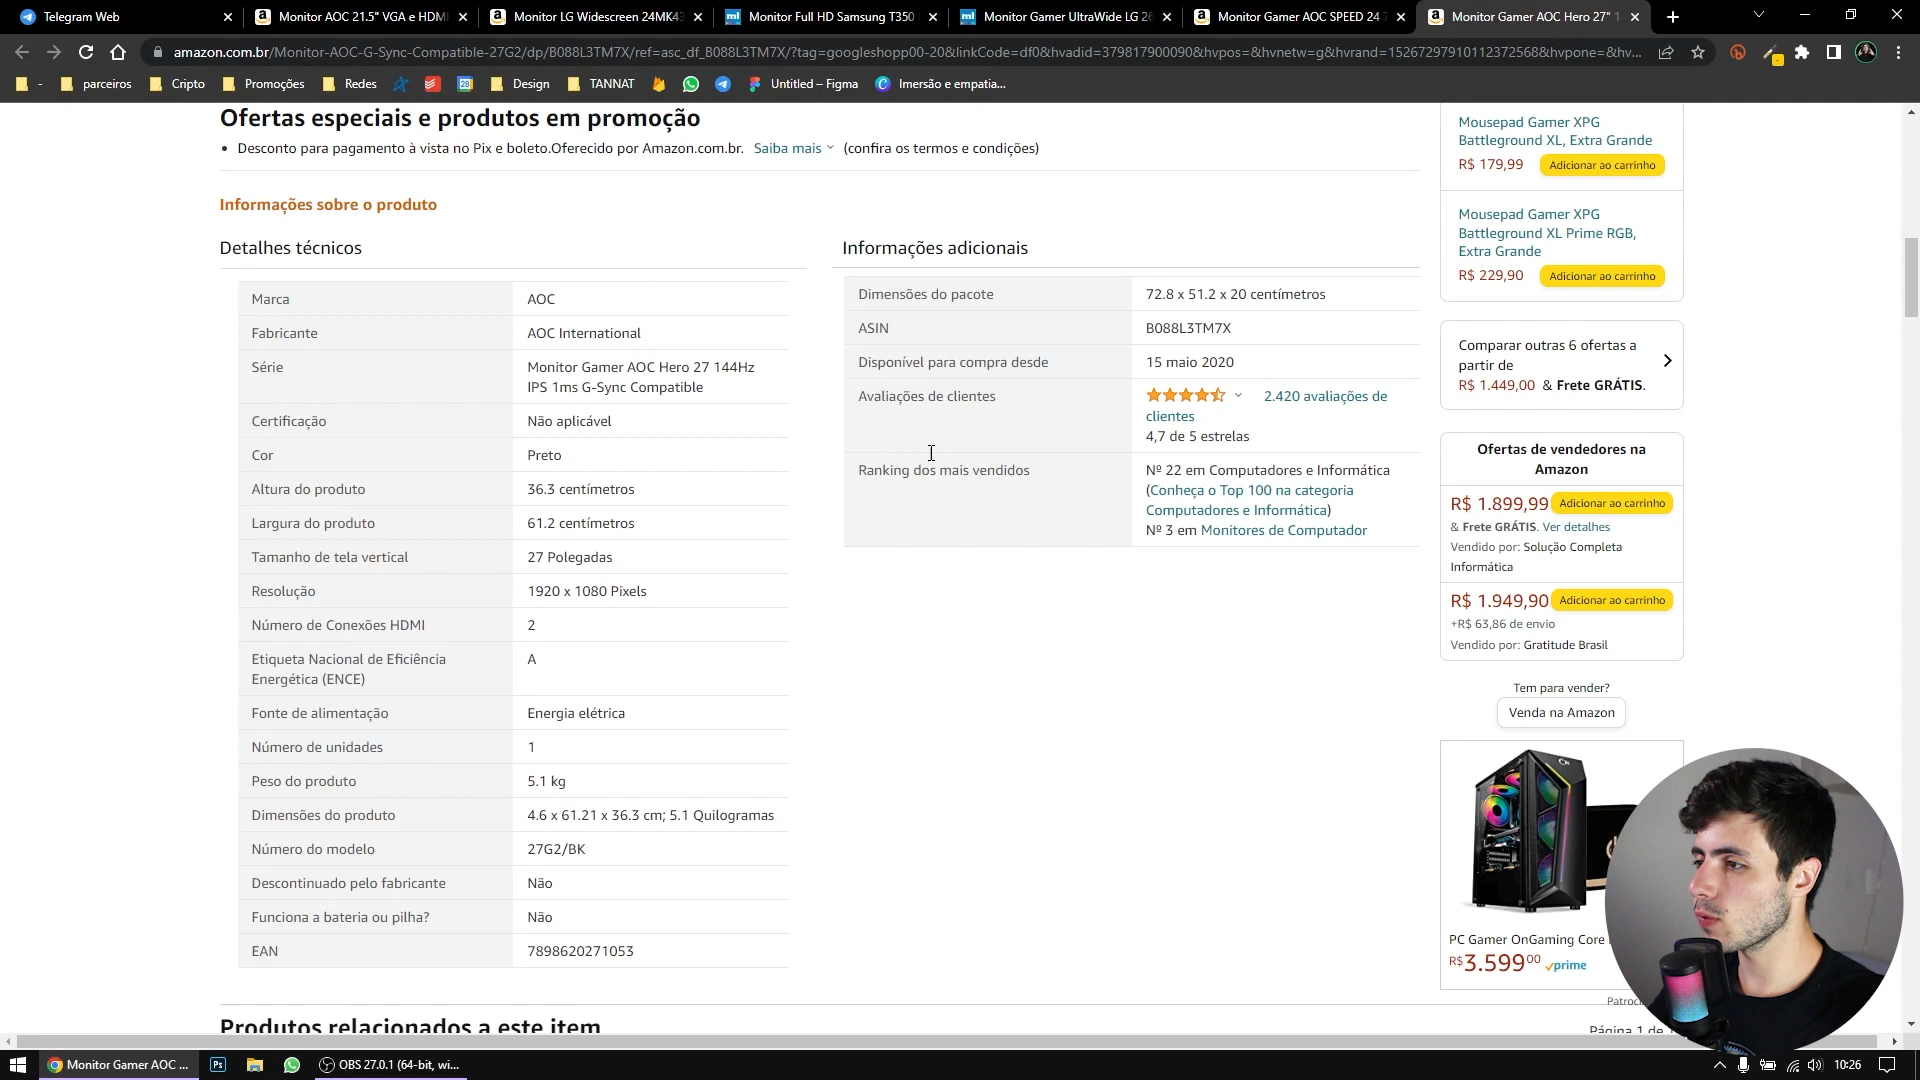 Telegram Web
Monitor AOC 21.5" VGA e HDMI
Monitor LG Widescreen 24MK43
Monitor Full HD Samsung T350
Monitor Gamer UltraWide LG 26
Monitor Gamer AOC SPEED 24
Monitor Gamer AOC Hero 27" 1
amazon.com.br/Monitor-AOC-G-Sync-Compatible-27G2/dp/B088L3TM7X/ref=asc_df_B088L3TM7X/?tag=googleshopp00-20&linkCode=df0&hvadid=379817900090&hvpos=&hvnetw=g&hvrand=15267297910112372568&hvpone=&hv...
-
parceiros
Cripto
Promoções
Redes
Design
TANNAT
Untitled – Figma
Imersão e empatia...
Ofertas especiais e produtos em promoção
• Desconto para pagamento à vista no Pix e boleto.Oferecido por Amazon.com.br. Saiba mais (confira os termos e condições)
Informações sobre o produto
Detalhes técnicos
Marca AOC
Fabricante AOC International
Série Monitor Gamer AOC Hero 27 144Hz
IPS 1ms G-Sync Compatible
Certificação Não aplicável
Cor Preto
Altura do produto 36.3 centímetros
Largura do produto 61.2 centímetros
Tamanho de tela vertical 27 Polegadas
Resolução 1920 x 1080 Pixels
Número de Conexões HDMI 2
Etiqueta Nacional de Eficiência A
Energética (ENCE)
Fonte de alimentação Energia elétrica
Número de unidades 1
Peso do produto 5.1 kg
Dimensões do produto 4.6 x 61.21 x 36.3 cm; 5.1 Quilogramas
Número do modelo 27G2/BK
Descontinuado pelo fabricante Não
Funciona a bateria ou pilha? Não
EAN 7898620271053
Informações adicionais
Dimensões do pacote 72.8 x 51.2 x 20 centímetros
ASIN B088L3TM7X
Disponível para compra desde 15 maio 2020
Avaliações de clientes 2.420 avaliações de
clientes
4,7 de 5 estrelas
Ranking dos mais vendidos Nº 22 em Computadores e Informática
(Conheça o Top 100 na categoria
Computadores e Informática)
Nº 3 em Monitores de Computador
Mousepad Gamer XPG
Battleground XL, Extra Grande
R$ 179,99 Adicionar ao carrinho
Mousepad Gamer XPG
Battleground XL Prime RGB,
Extra Grande
R$ 229,90 Adicionar ao carrinho
Comparar outras 6 ofertas a
partir de
R$ 1.449,00 & Frete GRÁTIS.
Ofertas de vendedores na
Amazon
R$ 1.899,99 Adicionar ao carrinho
& Frete GRÁTIS. Ver detalhes
Vendido por: Solução Completa
Informática
R$ 1.949,90 Adicionar ao carrinho
+R$ 63,86 de envio
Vendido por: Gratitude Brasil
Tem para vender?
Venda na Amazon
PC Gamer OnGaming Core
R$3.59900 prime
Produtos relacionados a este item
Página 1 de
Monitor Gamer AOC ...
Ps
OBS 27.0.1 (64-bit, wi...
10:26